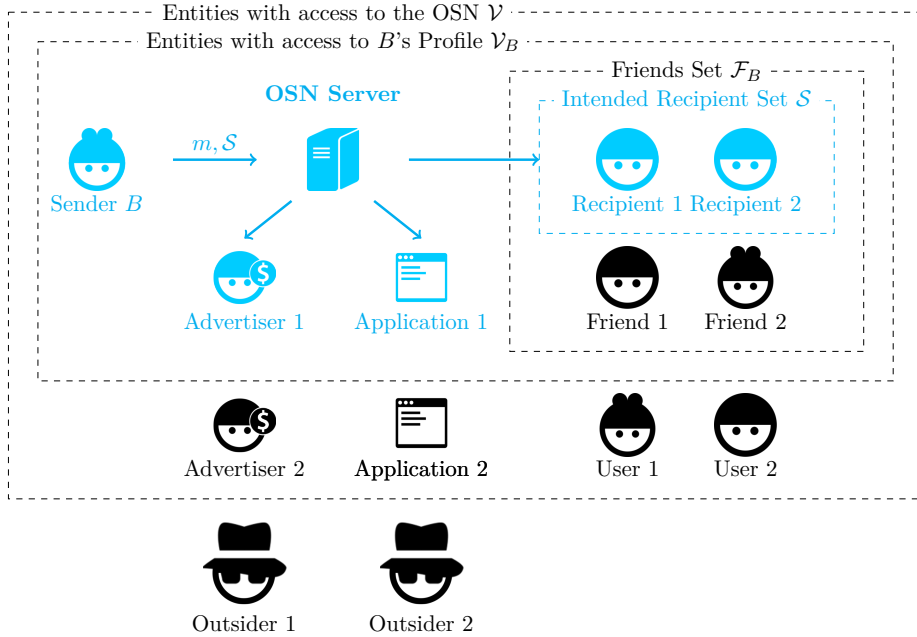 Entities with access to the OSN 𝒱
Entities with access to B's Profile 𝒱_B
Friends Set ℱ_B
OSN Server
Intended Recipient Set 𝒮
m, 𝒮
Sender B
Recipient 1 Recipient 2
$
Advertiser 1 Application 1 Friend 1 Friend 2
$
Advertiser 2 Application 2 User 1 User 2
Outsider 1 Outsider 2